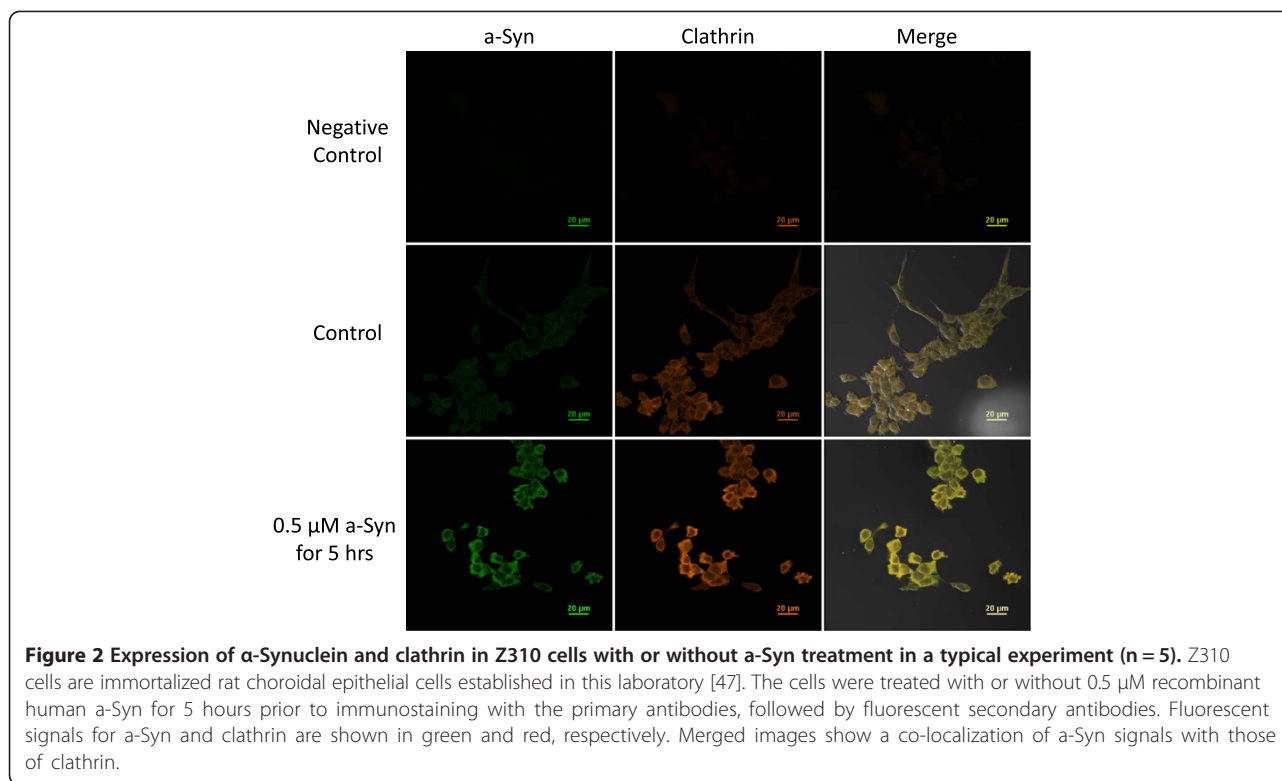 a-Syn Clathrin Merge
Negative
Control
20 µm 20 µm 20 µm
Control
20 µm 20 µm 20 µm
0.5 µM a-Syn
for 5 hrs
20 µm 20 µm 20 µm
Figure 2 Expression of α-Synuclein and clathrin in Z310 cells with or without a-Syn treatment in a typical experiment (n = 5). Z310
cells are immortalized rat choroidal epithelial cells established in this laboratory [47]. The cells were treated with or without 0.5 μM recombinant
human a-Syn for 5 hours prior to immunostaining with the primary antibodies, followed by fluorescent secondary antibodies. Fluorescent
signals for a-Syn and clathrin are shown in green and red, respectively. Merged images show a co-localization of a-Syn signals with those
of clathrin.